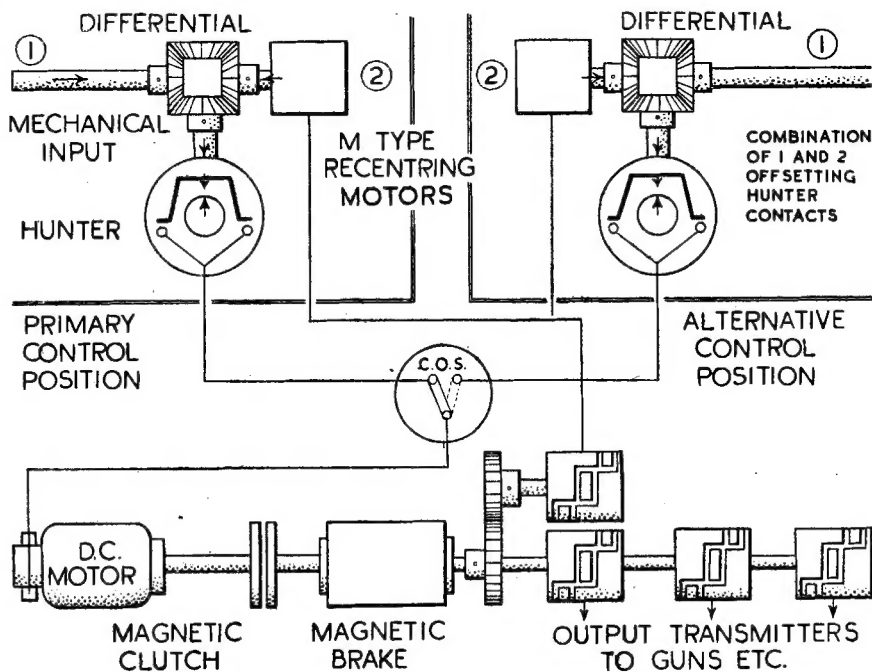 DIFFERENTIAL
DIFFERENTIAL
1
2
2
1
MECHANICAL
INPUT
M TYPE
RECENTRING
MOTORS
COMBINATION
OF 1 AND 2
OFFSETTING
HUNTER
CONTACTS
HUNTER
PRIMARY
CONTROL
POSITION
ALTERNATIVE
CONTROL
POSITION
C.O.S.
D.C.
MOTOR
MAGNETIC
CLUTCH
MAGNETIC
BRAKE
OUTPUT TRANSMITTERS
TO GUNS ETC.